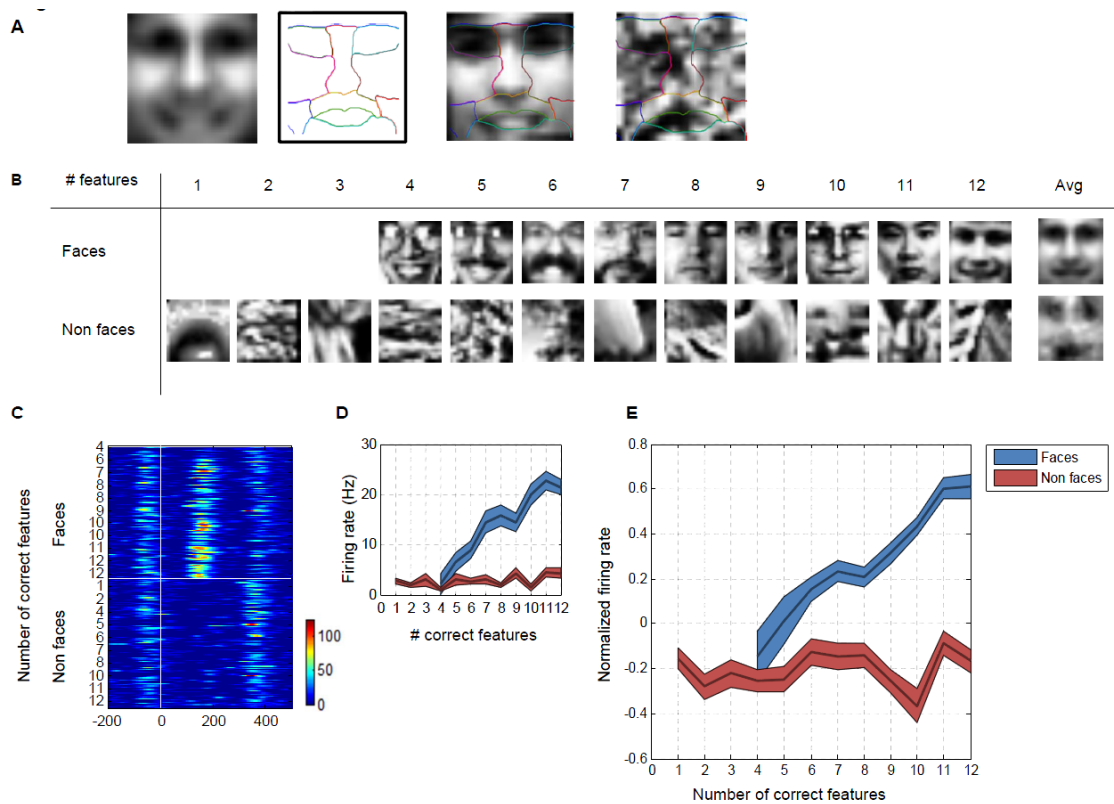 A
B
# features 1 2 3 4 5 6 7 8 9 10 11 12 Avg
Faces
Non faces
C
Number of correct features
Faces
Non faces
4
5
6
7
8
9
10
11
12
1
2
4
5
6
8
9
10
11
12
-200 0 200 400
100
50
0
D
Firing rate (Hz)
30
20
10
0
0 1 2 3 4 5 6 7 8 9 10 11 12
# correct features
E
Normalized firing rate
0.8
0.6
0.4
0.2
0
-0.2
-0.4
-0.6
0 1 2 3 4 5 6 7 8 9 10 11 12
Number of correct features
Faces
Non faces